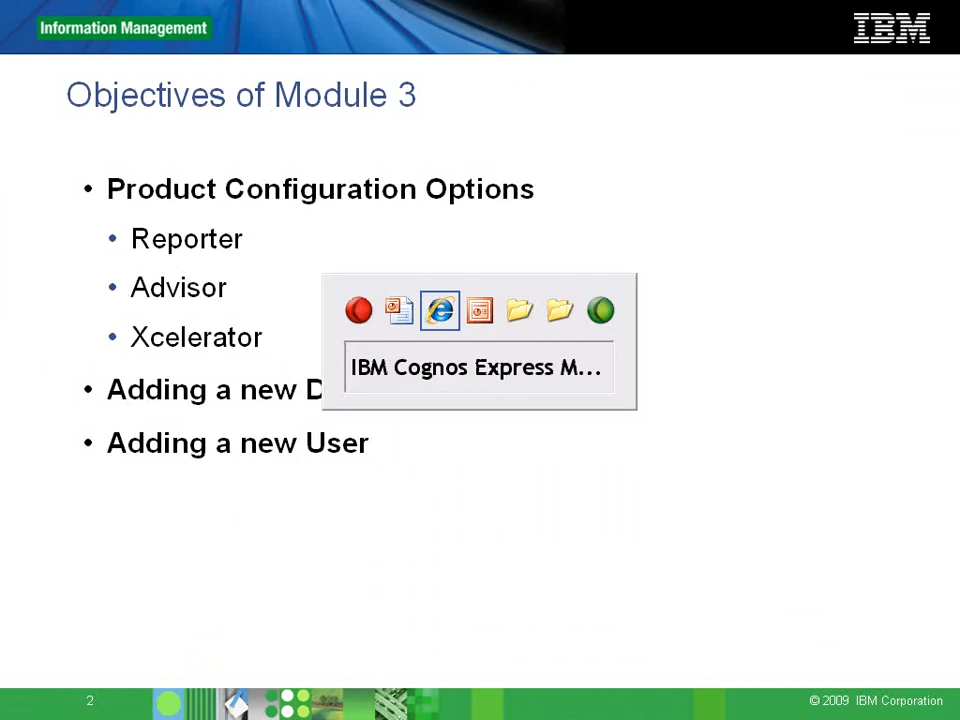 Information Management
IBM
Objectives of Module 3
• Product Configuration Options
• Reporter
• Advisor
• Xcelerator
IBM Cognos Express M...
• Adding a new D
• Adding a new User
2
© 2009 IBM Corporation